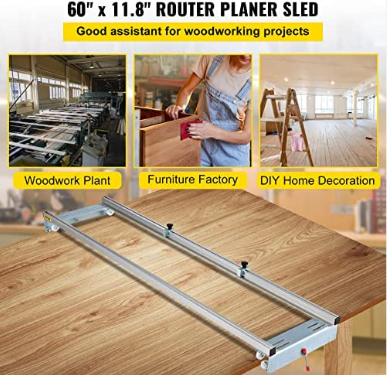 60" x 11.8" ROUTER PLANER SLED
Good assistant for woodworking projects
Woodwork Plant
Furniture Factory
DIY Home Decoration